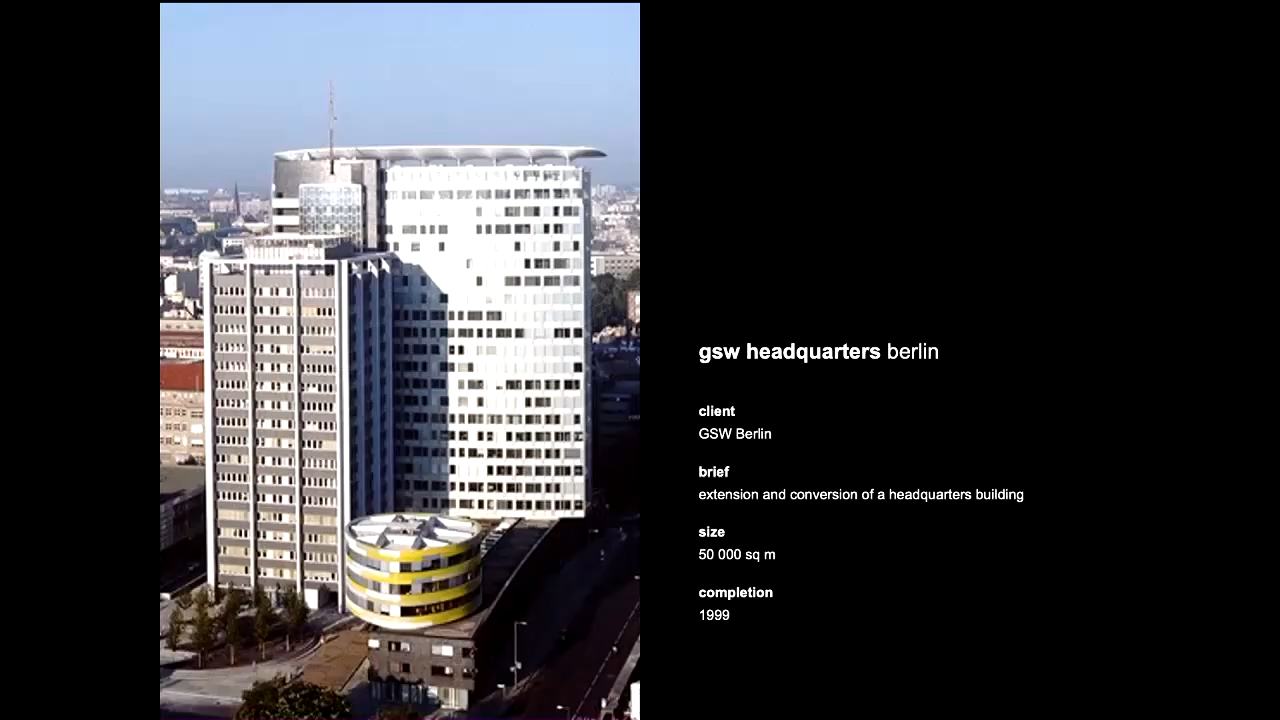 gsw headquarters berlin
client
GSW Berlin
brief
extension and conversion of a headquarters building
size
50 000 sq m
completion
1999